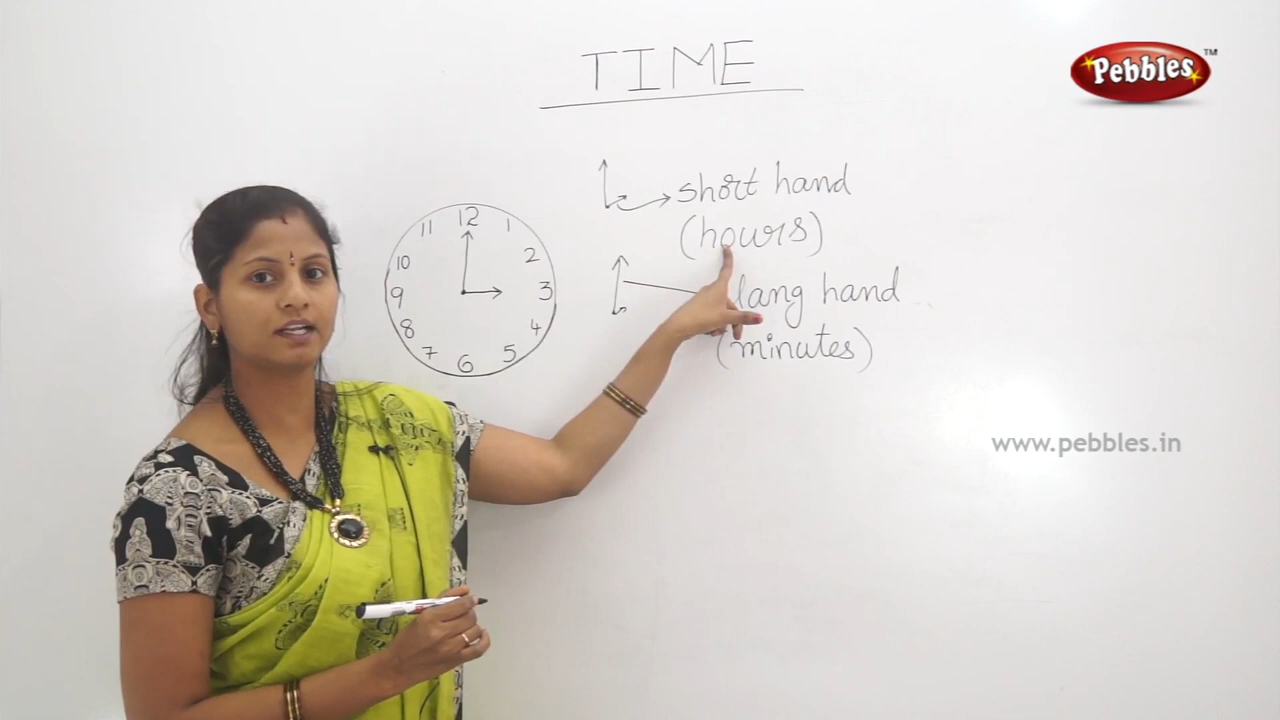 TIME
Pebbles™
short hand
(hours)
lang hand
(minutes)
12
11 1
10 2
9 3
8 4
7 5
6
www.pebbles.in